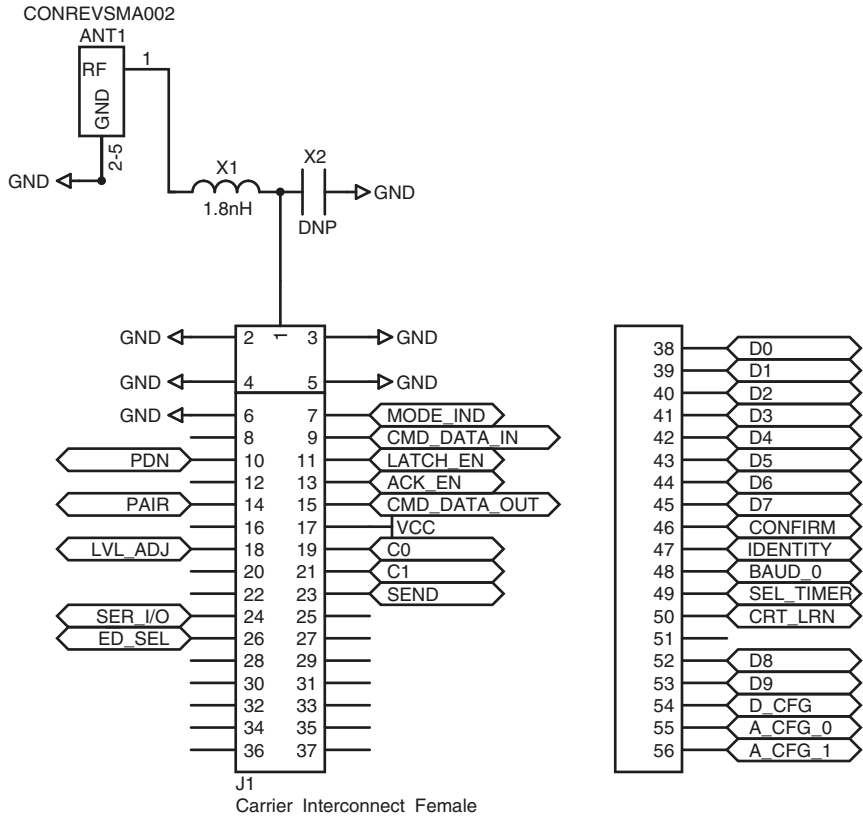 CONREVSMA002
ANT1
RF
1
GND
2-5
GND
X1
1.8nH
X2
DNP
GND
1
GND 2 3 GND
GND 4 5 GND
GND 6 7 MODE_IND
8 9 CMD_DATA_IN
PDN 10 11 LATCH_EN
12 13 ACK_EN
PAIR 14 15 CMD_DATA_OUT
16 17 VCC
LVL_ADJ 18 19 C0
20 21 C1
22 23 SEND
SER_I/O 24 25
ED_SEL 26 27
28 29
30 31
32 33
34 35
36 37
J1
Carrier Interconnect Female
38 D0
39 D1
40 D2
41 D3
42 D4
43 D5
44 D6
45 D7
46 CONFIRM
47 IDENTITY
48 BAUD_0
49 SEL_TIMER
50 CRT_LRN
51
52 D8
53 D9
54 D_CFG
55 A_CFG_0
56 A_CFG_1